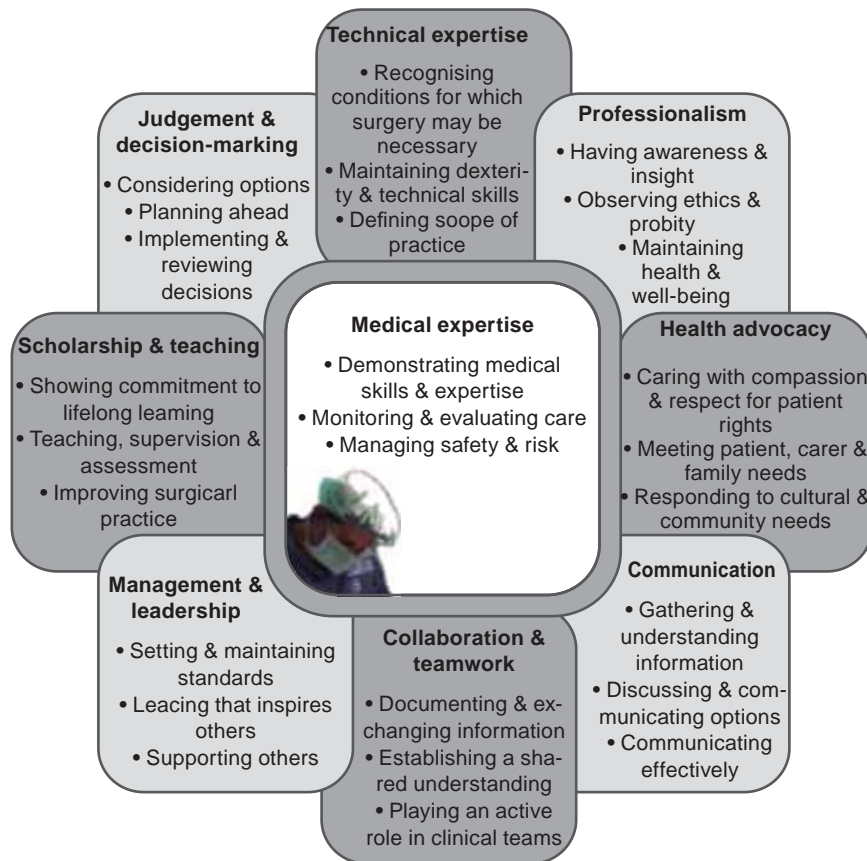 Technical expertise
• Recognising
conditions for which
surgery may be
necessary
• Maintaining dexteri-
ty & technical skills
• Defining soope of
practice
Judgement &
decision-marking
• Considering options
• Planning ahead
• Implementing &
reviewing
decisions
Professionalism
• Having awareness &
insight
• Observing ethics &
probity
• Maintaining
health &
well-being
Scholarship & teaching
• Showing commitment to
lifelong learning
• Teaching, supervision &
assessment
• Improving surgicarl
practice
Medical expertise
• Demonstrating medical
skills & expertise
• Monitoring & evaluating care
• Managing safety & risk
Health advocacy
• Caring with compassion
& respect for patient
rights
• Meeting patient, carer &
family needs
• Responding to cultural &
community needs
Management &
leadership
• Setting & maintaining
standards
• Leacing that inspires
others
• Supporting others
Collaboration &
teamwork
• Documenting & ex-
changing information
• Establishing a sha-
red understanding
• Playing an active
role in clinical teams
Communication
• Gathering &
understanding
information
• Discussing & com-
municating options
• Communicating
effectively